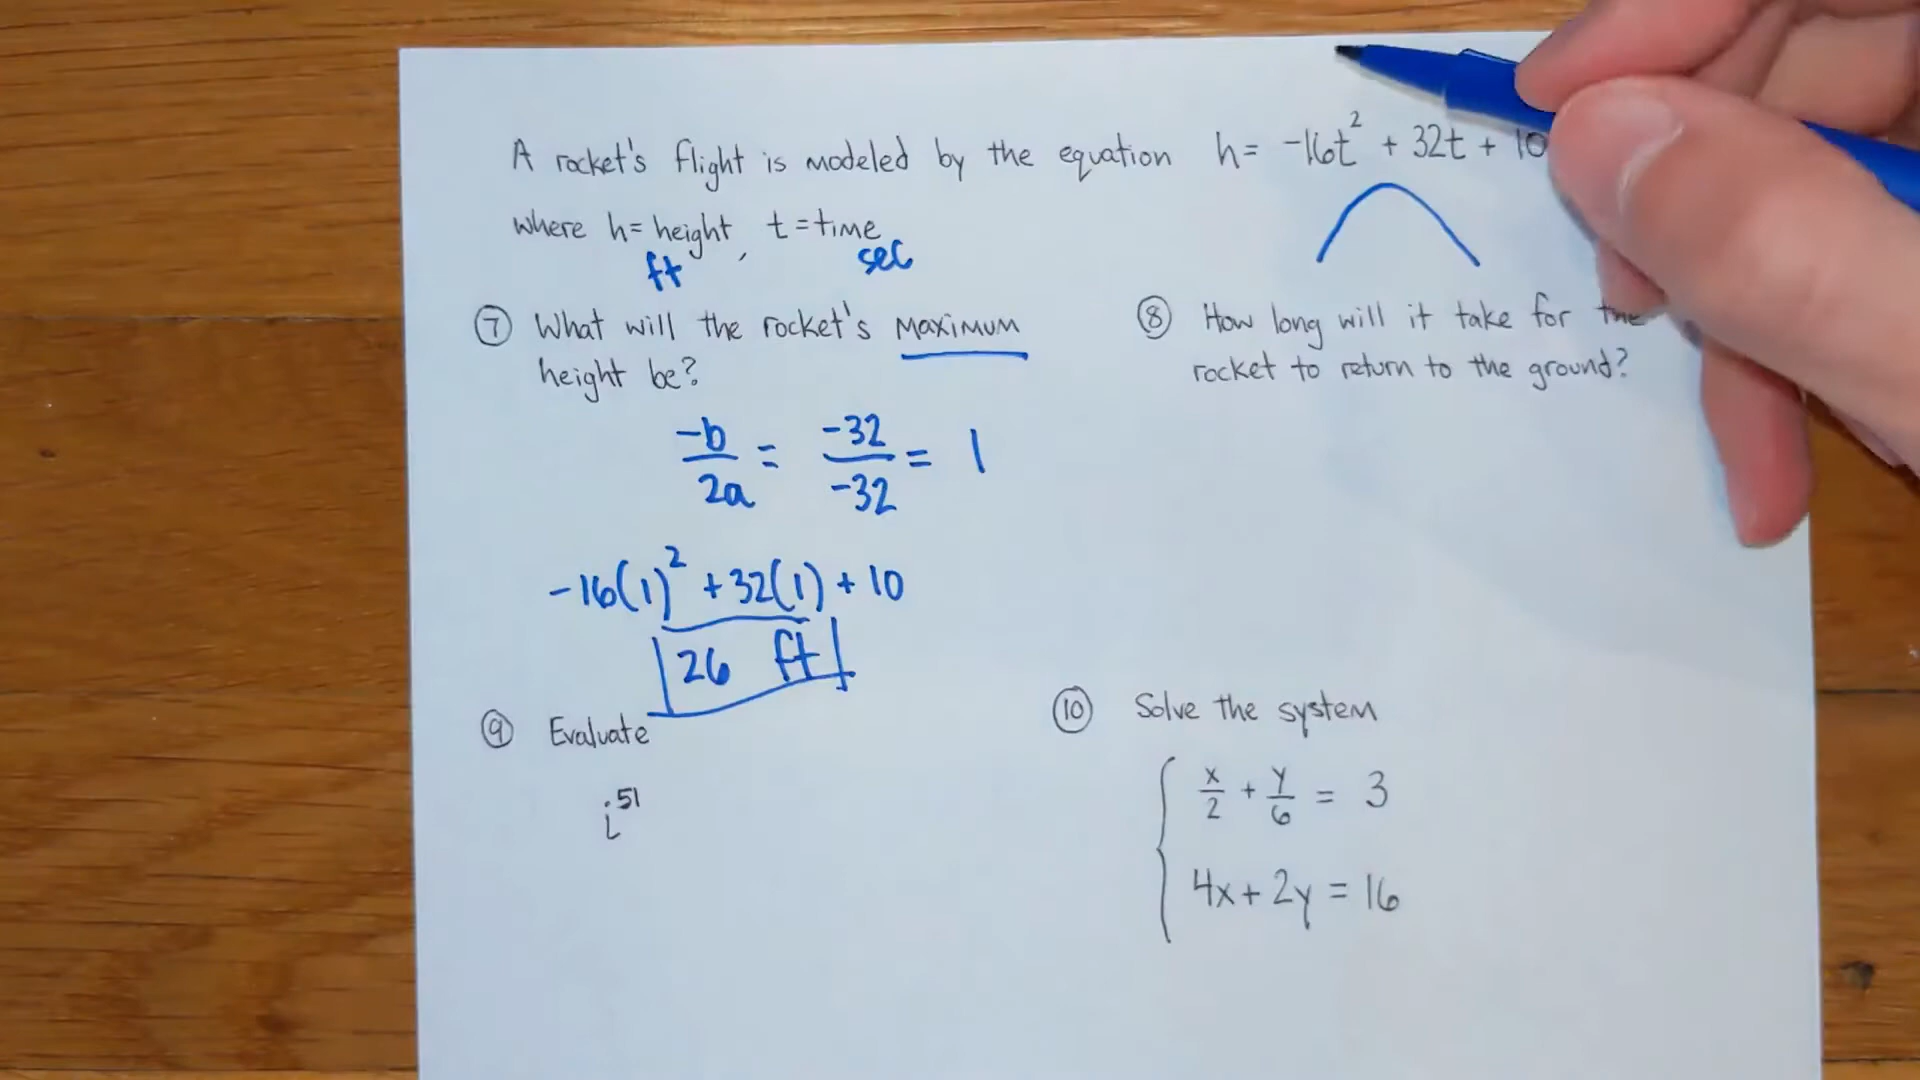 A rocket's flight is modeled by the equation h= -16t² + 32t + 10
where h= height, t=time
ft sec
⑦ What will the rocket's maximum
height be?
-b/2a = -32/-32 = 1
-16(1)² + 32(1) + 10
26 ft
⑧ How long will it take for the
rocket to return to the ground?
⑨ Evaluate
i⁵¹
⑩ Solve the system
x/2 + y/6 = 3
4x + 2y = 16